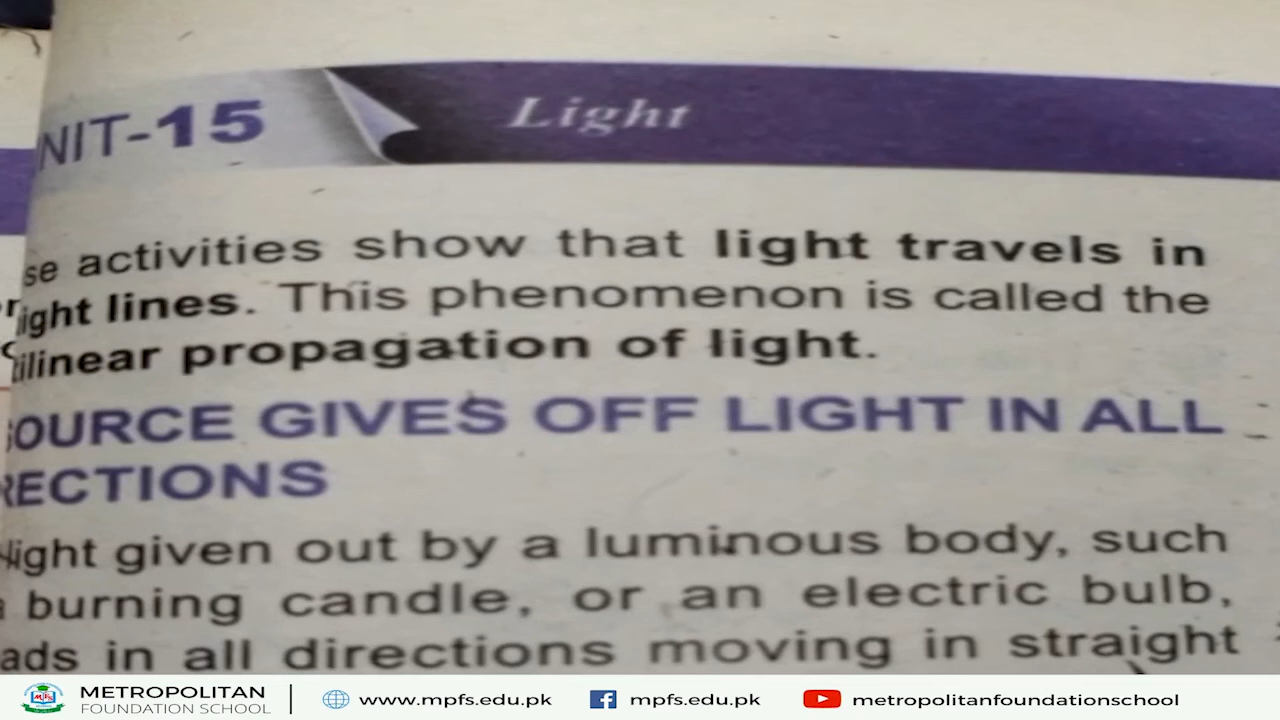 NIT-15
Light
se activities show that light travels in
ight lines. This phenomenon is called the
ilinear propagation of light.
OURCE GIVES OFF LIGHT IN ALL
RECTIONS
light given out by a luminous body, such
burning candle, or an electric bulb,
ads in all directions moving in straight
METROPOLITAN
FOUNDATION SCHOOL
www.mpfs.edu.pk
mpfs.edu.pk
metropolitanfoundationschool